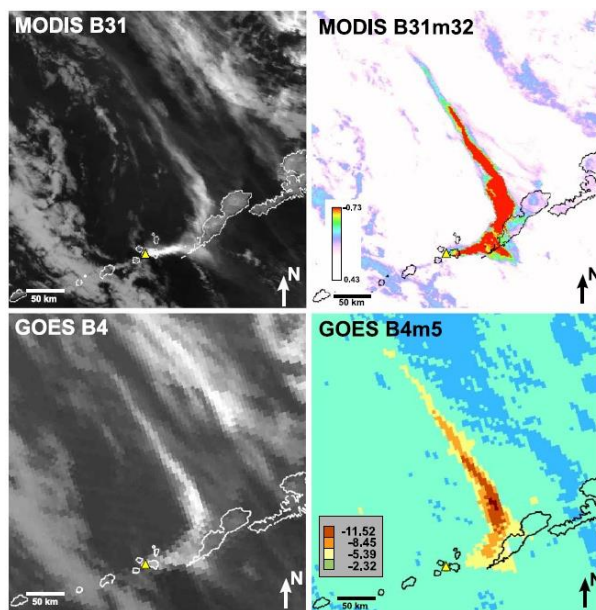 MODIS B31
50 km
N
MODIS B31m32
-0.73
0.43
50 km
N
GOES B4
50 km
N
GOES B4m5
-11.52
-8.45
-5.39
-2.32
50 km
N